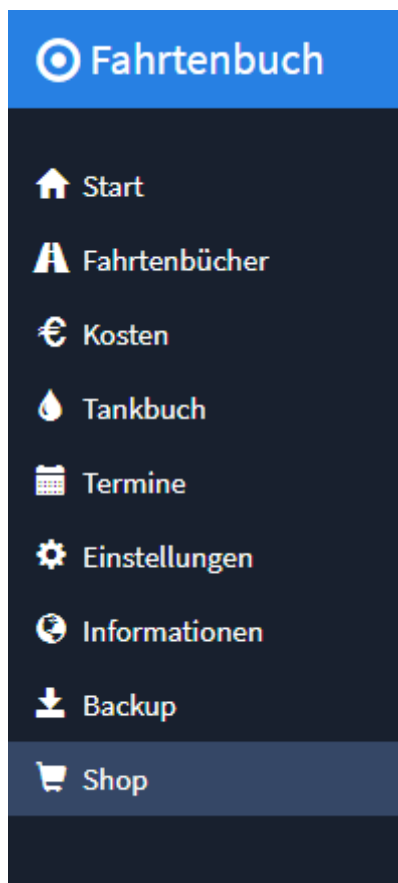 Fahrtenbuch
Start
Fahrtenbücher
Kosten
Tankbuch
Termine
Einstellungen
Informationen
Backup
Shop